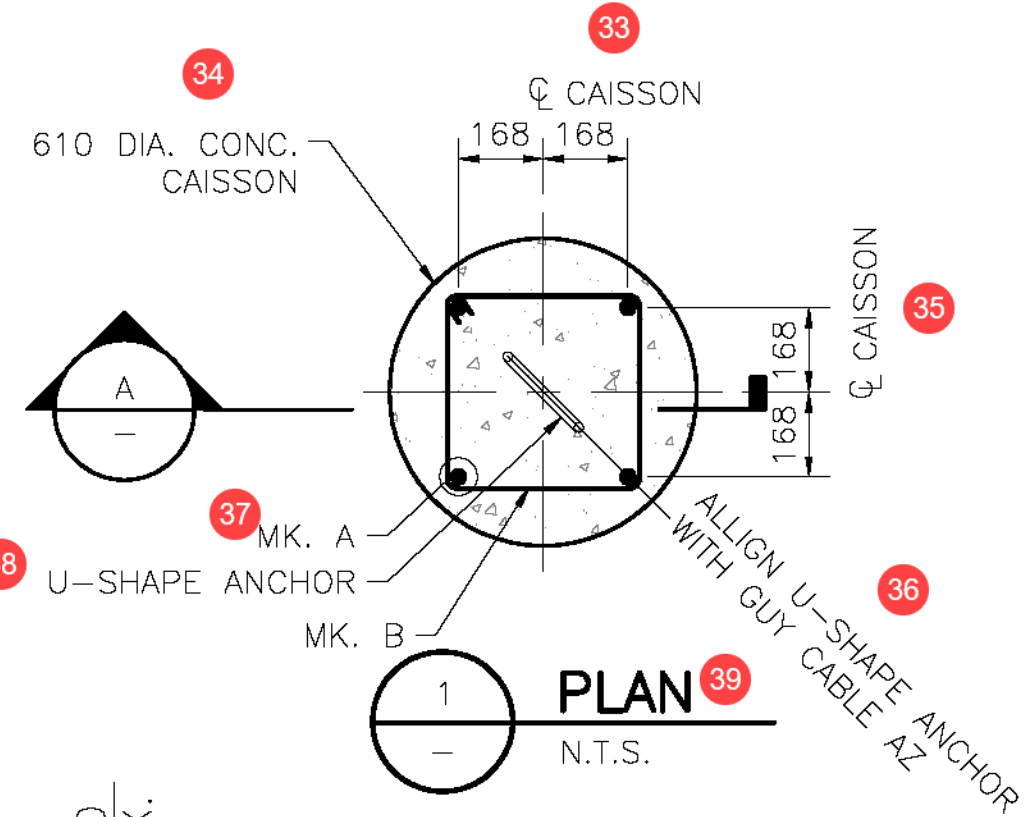 33
34
℄ CAISSON
168 168
610 DIA. CONC.
CAISSON
℄ CAISSON
35
168
168
A
–
37
MK. A
38
U-SHAPE ANCHOR
MK. B
ALLIGN U-SHAPE ANCHOR
WITH GUY CABLE AZ
36
1
–
PLAN
39
N.T.S.